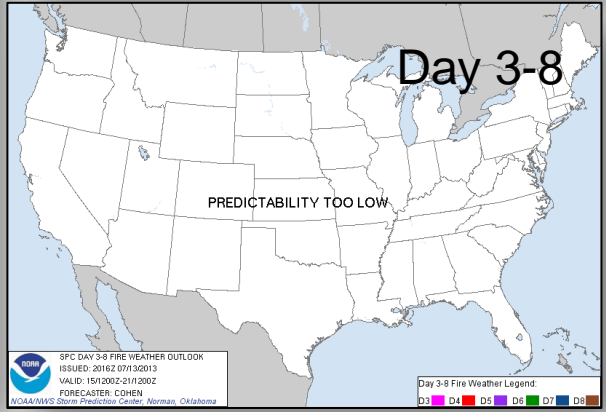 Day 3-8
PREDICTABILITY TOO LOW
NOAA
SPC DAY 3-8 FIRE WEATHER OUTLOOK
ISSUED: 2016Z 07/13/2013
VALID: 15/1200Z-21/1200Z
FORECASTER: COHEN
NOAA/NWS Storm Prediction Center, Norman, Oklahoma
Day 3-8 Fire Weather Legend:
D3 D4 D5 D6 D7 D8